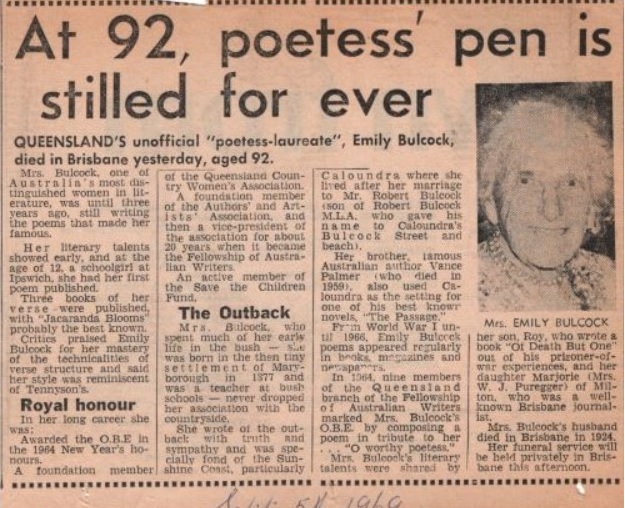 At 92, poetess' pen is
stilled for ever
QUEENSLAND'S unofficial "poetess-laureate", Emily Bulcock,
died in Brisbane yesterday, aged 92.
Mrs. Bulcock, one of
Australia's most dis-
tinguished women in lit-
erature, was until three
years ago, still writing
the poems that made her
famous.
Her literary talents
showed early, and at the
age of 12, a schoolgirl at
Ipswich, she had her first
poem published.
Three books of her
verse were published,
with "Jacaranda Blooms"
probably the best known.
Critics praised Emily
Bulcock for her mastery
of the technicalities of
verse structure and said
her style was reminiscent
of Tennyson's.
Royal honour
In her long career she
was:
Awarded the O.B.E in
the 1964 New Year's ho-
nours.
A foundation member
of the Queensland Coun-
try Women's Association.
A foundation member
of the Authors' and Art-
ists' Association, and
then a vice-president of
the association for about
20 years when it became
the Fellowship of Austra-
lian Writers.
An active member of
the Save the Children
Fund.
The Outback
Mrs. Bulcock, who
spent much of her early
life in the bush — she
was born in the then tiny
settlement of Mary-
borough in 1877 and
was a teacher at bush
schools — never dropped
her association with the
countryside.
She wrote of the out-
back with truth and
sympathy and was spe-
cially fond of the Sun-
shine Coast, particularly
Caloundra where she
lived after her marriage
to Mr. Robert Bulcock
(son of Robert Bulcock
M.L.A. who gave his
name to Caloundra's
Bulcock Street and
beach).
Her brother, famous
Australian author Vance
Palmer (who died in
1959), also used Ca-
loundra as the setting for
one of his best known
novels, "The Passage."
From World War I un-
til 1966, Emily Bulcock
poems appeared regularly
in books, magazines and
newspapers.
In 1964, nine members
of the Queensland
branch of the Fellowship
of Australian Writers
marked Mrs. Bulcock's
O.B.E. by composing a
poem in tribute to her
... "O worthy poetess."
Mrs. Bulcock's literary
talents were shared by
Mrs. EMILY BULCOCK
her son, Roy, who wrote a
book "Of Death But One"
out of his prisoner-of-
war experiences, and her
daughter Marjorie (Mrs.
W. J. Puregger) of Mil-
ton, who was a well-
known Brisbane journal-
ist.
Mrs. Bulcock's husband
died in Brisbane in 1924.
Her funeral service will
be held privately in Bris-
bane this afternoon.
1969